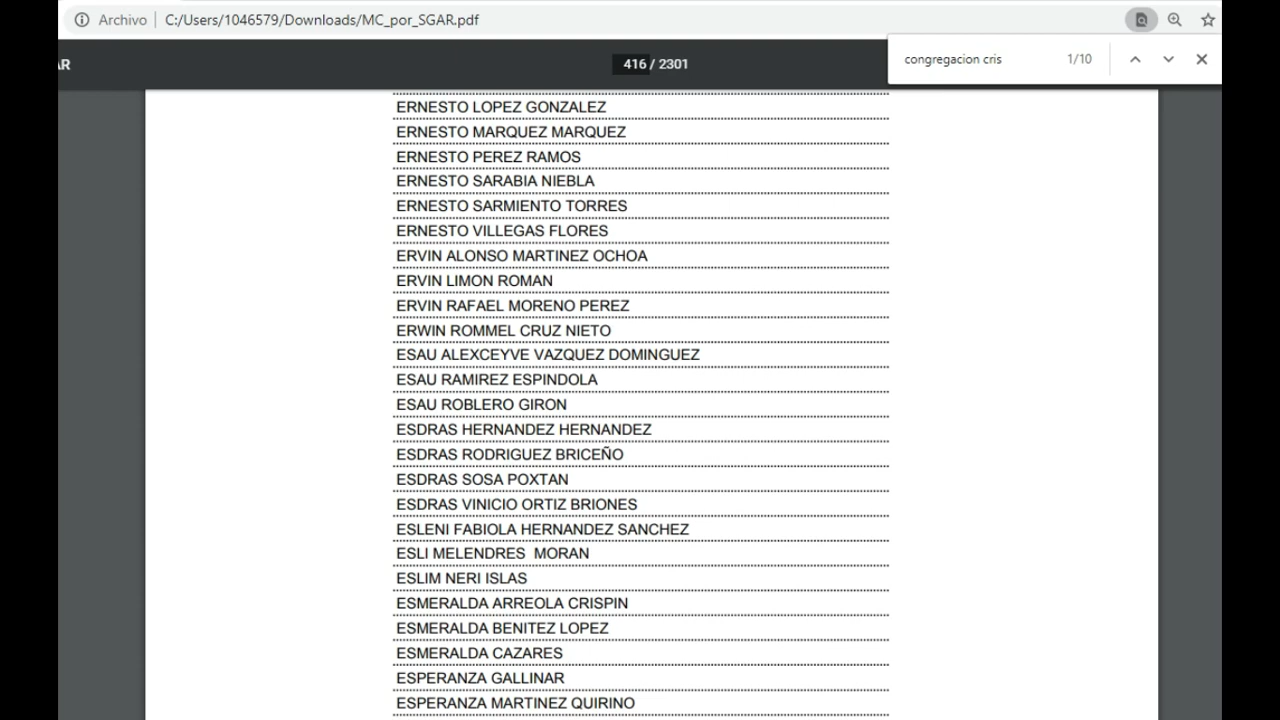 Archivo | C:/Users/1046579/Downloads/MC_por_SGAR.pdf
AR
416 / 2301
congregacion cris 1/10
ERNESTO LOPEZ GONZALEZ
ERNESTO MARQUEZ MARQUEZ
ERNESTO PEREZ RAMOS
ERNESTO SARABIA NIEBLA
ERNESTO SARMIENTO TORRES
ERNESTO VILLEGAS FLORES
ERVIN ALONSO MARTINEZ OCHOA
ERVIN LIMON ROMAN
ERVIN RAFAEL MORENO PEREZ
ERWIN ROMMEL CRUZ NIETO
ESAU ALEXCEYVE VAZQUEZ DOMINGUEZ
ESAU RAMIREZ ESPINDOLA
ESAU ROBLERO GIRON
ESDRAS HERNANDEZ HERNANDEZ
ESDRAS RODRIGUEZ BRICEÑO
ESDRAS SOSA POXTAN
ESDRAS VINICIO ORTIZ BRIONES
ESLENI FABIOLA HERNANDEZ SANCHEZ
ESLI MELENDRES  MORAN
ESLIM NERI ISLAS
ESMERALDA ARREOLA CRISPIN
ESMERALDA BENITEZ LOPEZ
ESMERALDA CAZARES
ESPERANZA GALLINAR
ESPERANZA MARTINEZ QUIRINO